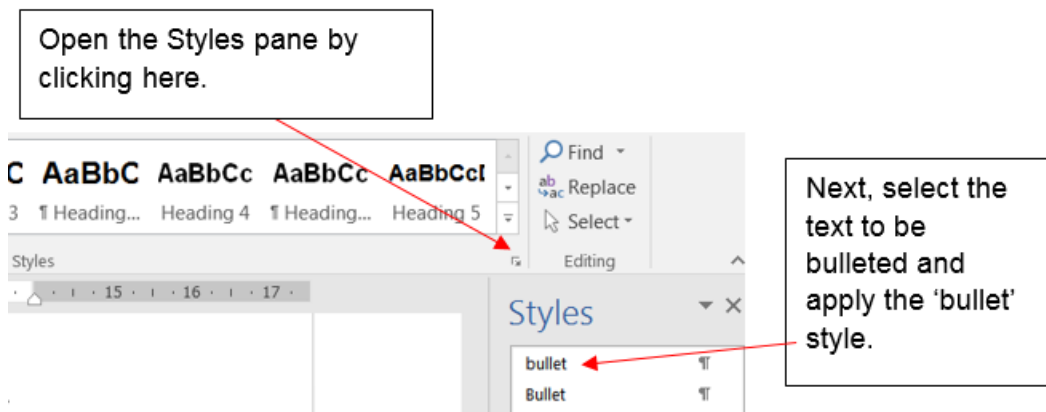 Open the Styles pane by
clicking here.
C AaBbC AaBbCc AaBbCc AaBbCcI
3 ¶ Heading... Heading 4 ¶ Heading... Heading 5
Find
ab
ac Replace
Select
Styles
Editing
15 16 17
Styles
bullet ¶
Bullet ¶
Next, select the
text to be
bulleted and
apply the ‘bullet’
style.